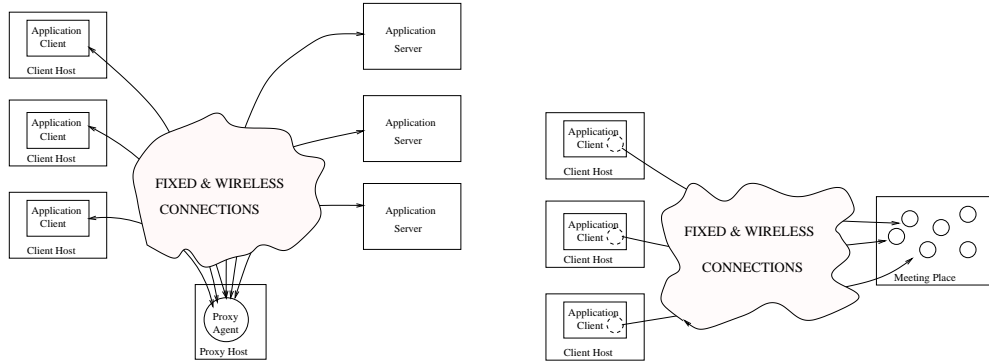 Application
Client
Client Host
Application
Client
Client Host
Application
Client
Client Host
FIXED & WIRELESS
CONNECTIONS
Application
Server
Application
Server
Application
Server
Proxy
Agent
Proxy Host
Application
Client
Client Host
Application
Client
Client Host
Application
Client
Client Host
FIXED & WIRELESS
CONNECTIONS
Meeting Place